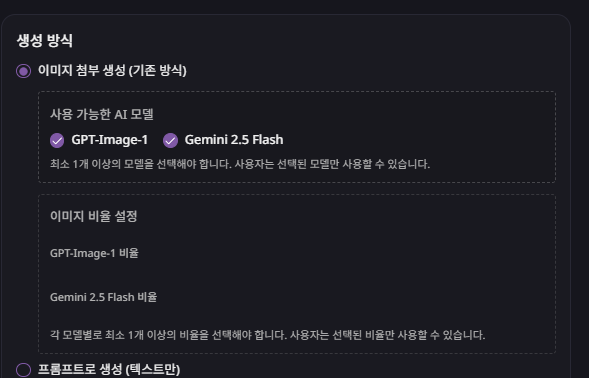 생성 방식
이미지 첨부 생성 (기존 방식)
사용 가능한 AI 모델
GPT-Image-1 Gemini 2.5 Flash
최소 1개 이상의 모델을 선택해야 합니다. 사용자는 선택된 모델만 사용할 수 있습니다.
이미지 비율 설정
GPT-Image-1 비율
Gemini 2.5 Flash 비율
각 모델별로 최소 1개 이상의 비율을 선택해야 합니다. 사용자는 선택된 비율만 사용할 수 있습니다.
프롬프트로 생성 (텍스트만)